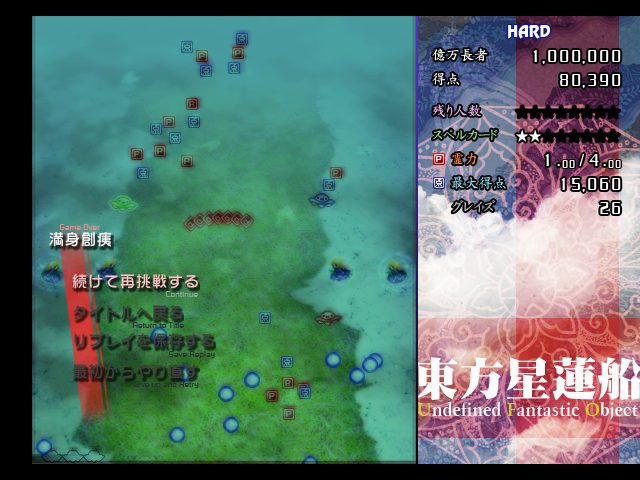 HARD
億万長者 1,000,000
得点 80,390
残り人数
スペルカード
P 霊力 1.00/4.00
最大得点 15,060
グレイズ 26
Game Over
満身創痍
続けて再挑戦する
Continue
タイトルへ戻る
Return to Title
リプレイを保存する
Save Replay
最初からやり直す
Give up and Retry
東方星蓮船
Undefined Fantastic Object